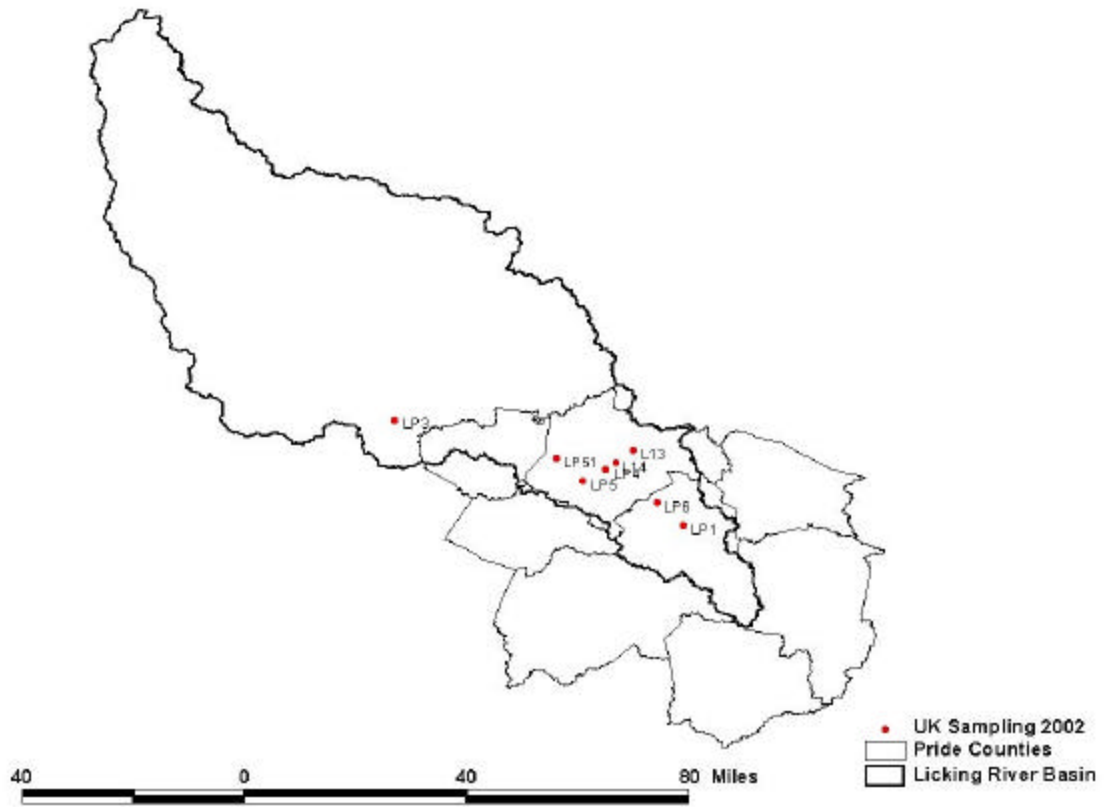 LP3
L13
L14
LP4
LP51
LP5
LP6
LP1
UK Sampling 2002
Pride Counties
Licking River Basin
40 0 40 80 Miles